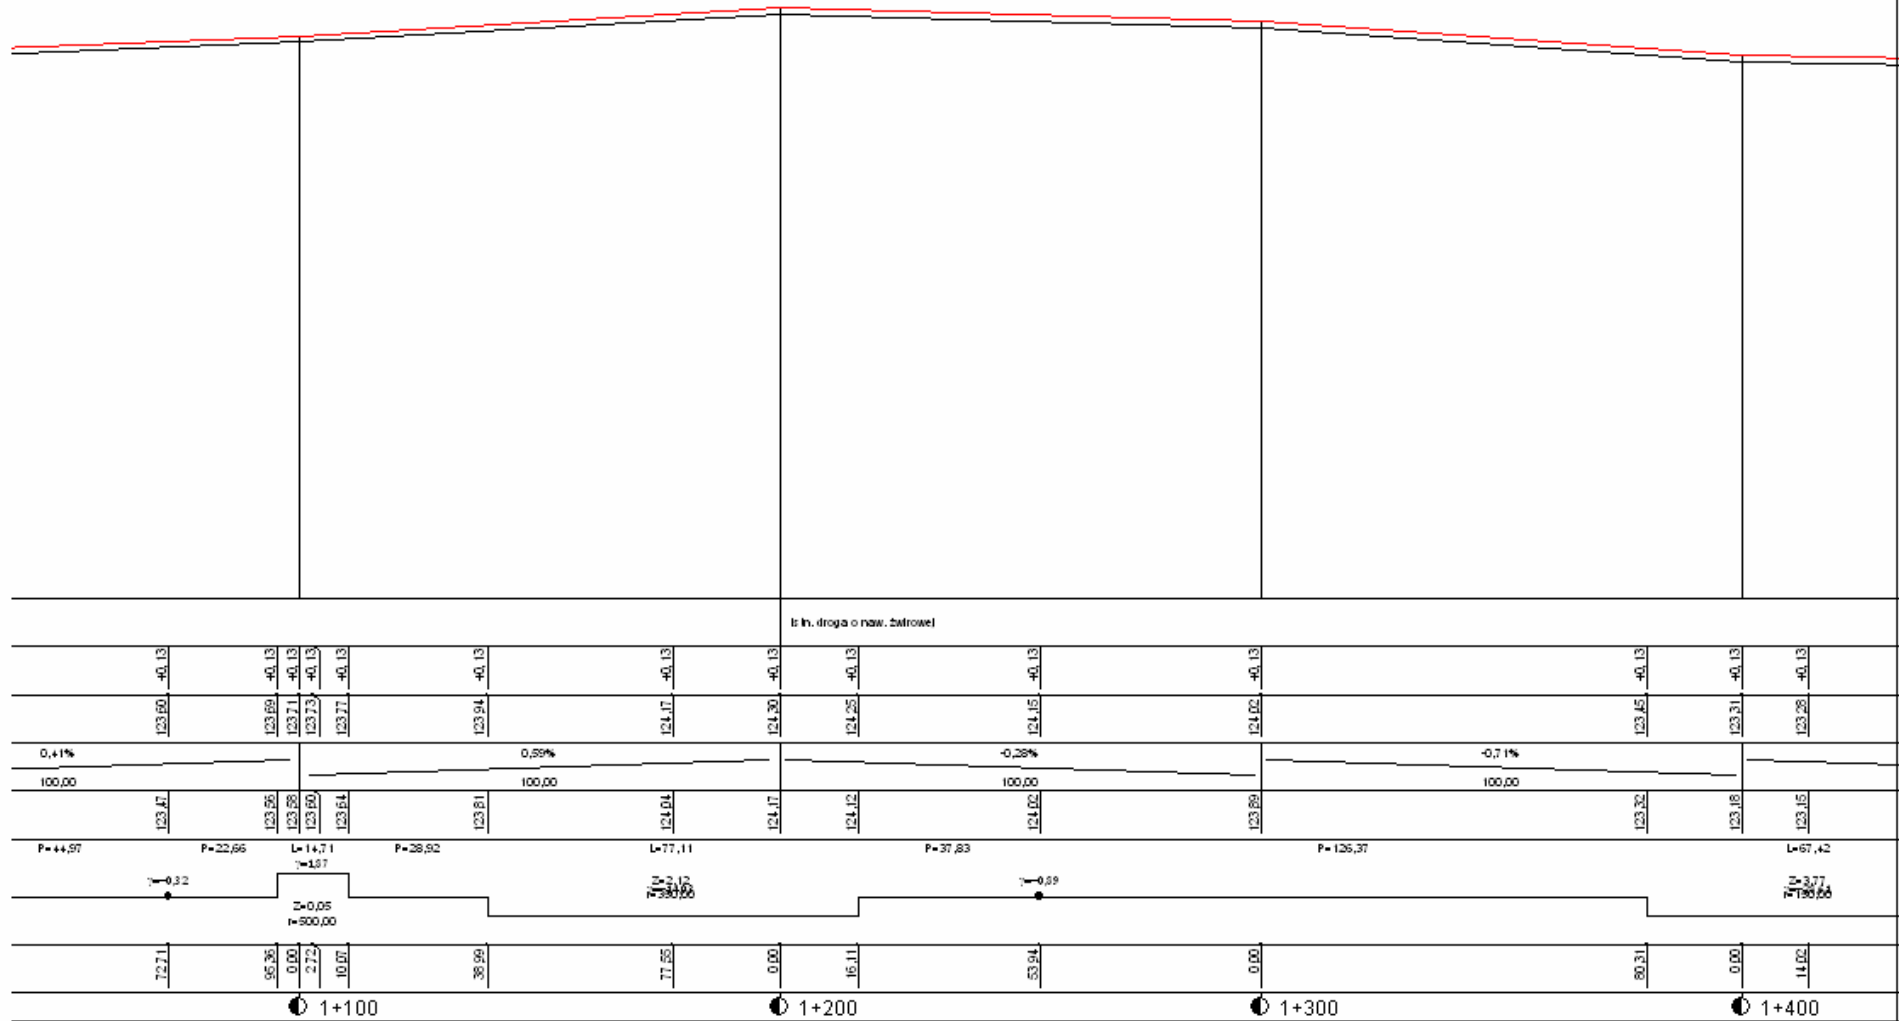 Istn. droga o naw. żwirowej
+0,13 +0,13 +0,13 +0,13 +0,13 +0,13 +0,13 +0,13 +0,13 +0,13 +0,13 +0,13 +0,13 +0,13
123,60 123,69 123,71 123,73 123,77 123,94 124,17 124,30 124,25 124,15 124,02 123,45 123,31 123,28
0,41% 0,59% -0,28% -0,71%
100,00 100,00 100,00 100,00
123,47 123,56 123,58 123,60 123,64 123,81 124,04 124,17 124,12 124,02 123,89 123,32 123,18 123,15
P=44,97 P=22,66 L=14,71 P=28,92 L=77,11 P=37,83 P=126,37 L=67,42
γ=1,87
γ=-0,32 Z=2,12 γ=-0,89 Z=3,77
Z=0,05
r=500,00
72,71 95,36 0,00 2,72 10,07 38,99 77,55 0,00 16,11 53,94 0,00 80,31 0,00 14,02
1+100 1+200 1+300 1+400